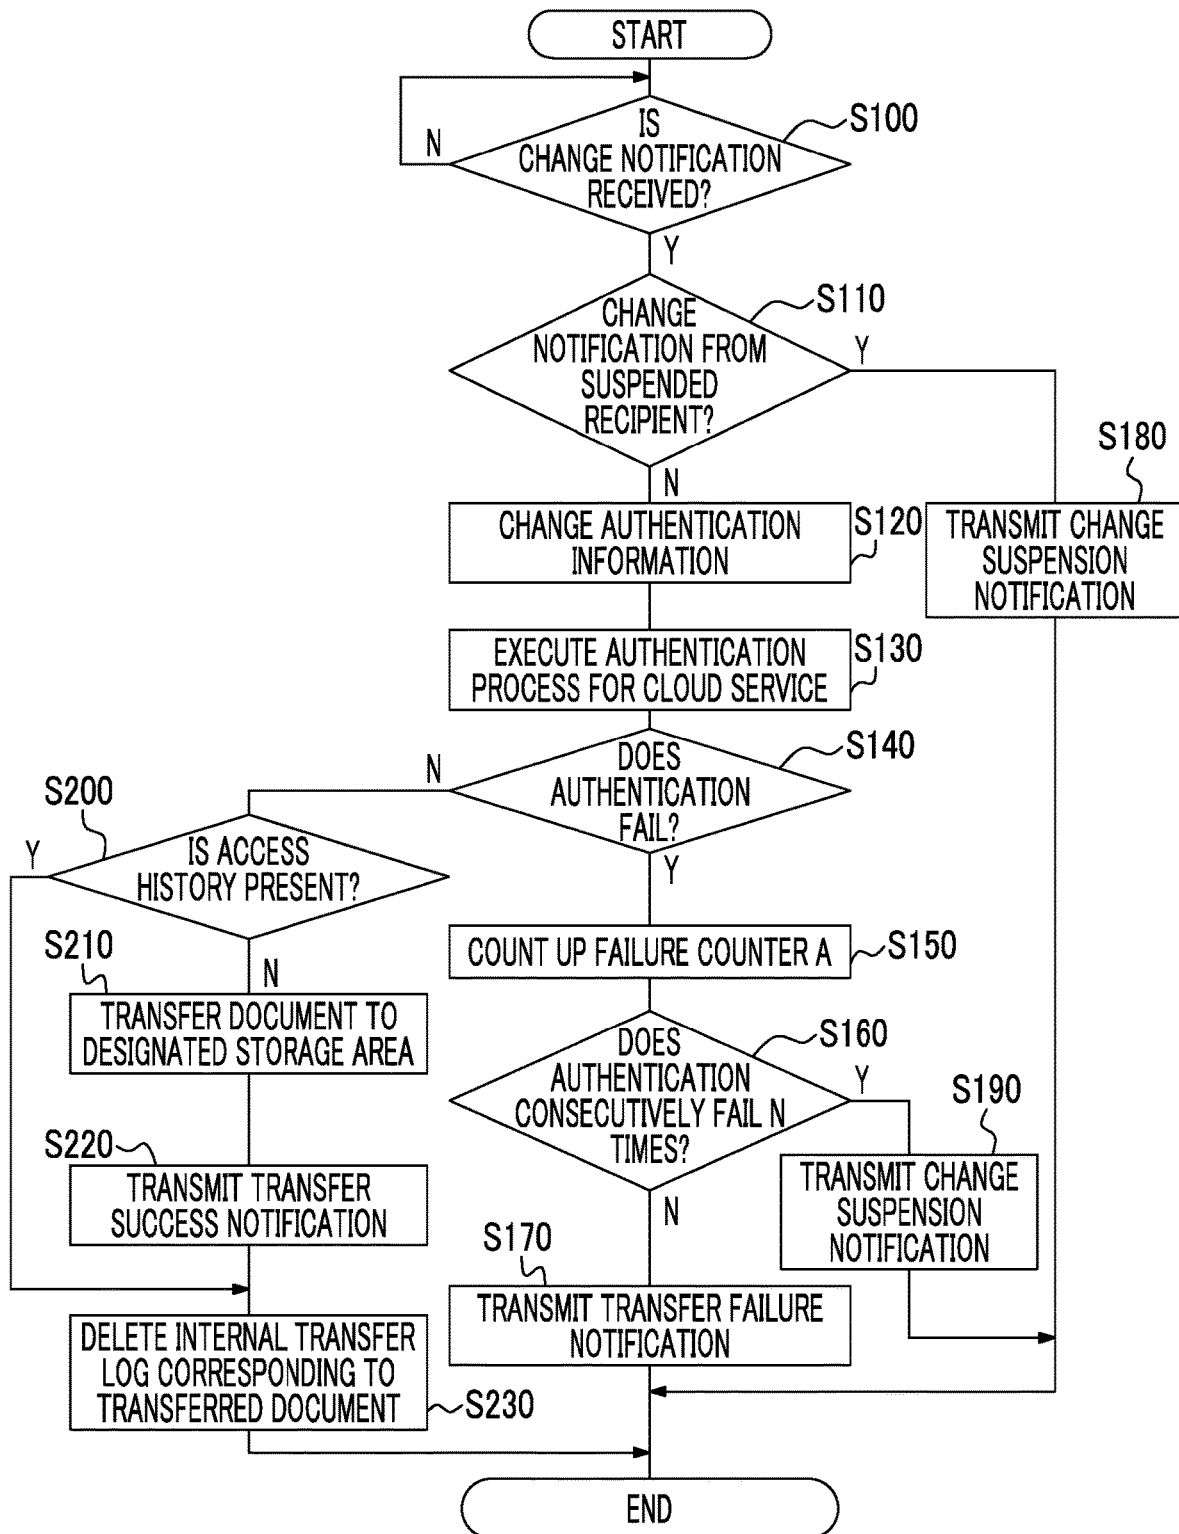 START
IS
CHANGE NOTIFICATION
RECEIVED?
S100
N
Y
CHANGE
NOTIFICATION FROM
SUSPENDED
RECIPIENT?
S110
Y
N
CHANGE AUTHENTICATION
INFORMATION
S120
S180
TRANSMIT CHANGE
SUSPENSION
NOTIFICATION
EXECUTE AUTHENTICATION
PROCESS FOR CLOUD SERVICE
S130
DOES
AUTHENTICATION
FAIL?
S140
N
Y
S200
IS ACCESS
HISTORY PRESENT?
Y
N
COUNT UP FAILURE COUNTER A
S150
S210
TRANSFER DOCUMENT TO
DESIGNATED STORAGE AREA
DOES
AUTHENTICATION
CONSECUTIVELY FAIL N
TIMES?
S160
Y
N
S190
TRANSMIT CHANGE
SUSPENSION
NOTIFICATION
S220
TRANSMIT TRANSFER
SUCCESS NOTIFICATION
S170
TRANSMIT TRANSFER FAILURE
NOTIFICATION
DELETE INTERNAL TRANSFER
LOG CORRESPONDING TO
TRANSFERRED DOCUMENT
S230
END